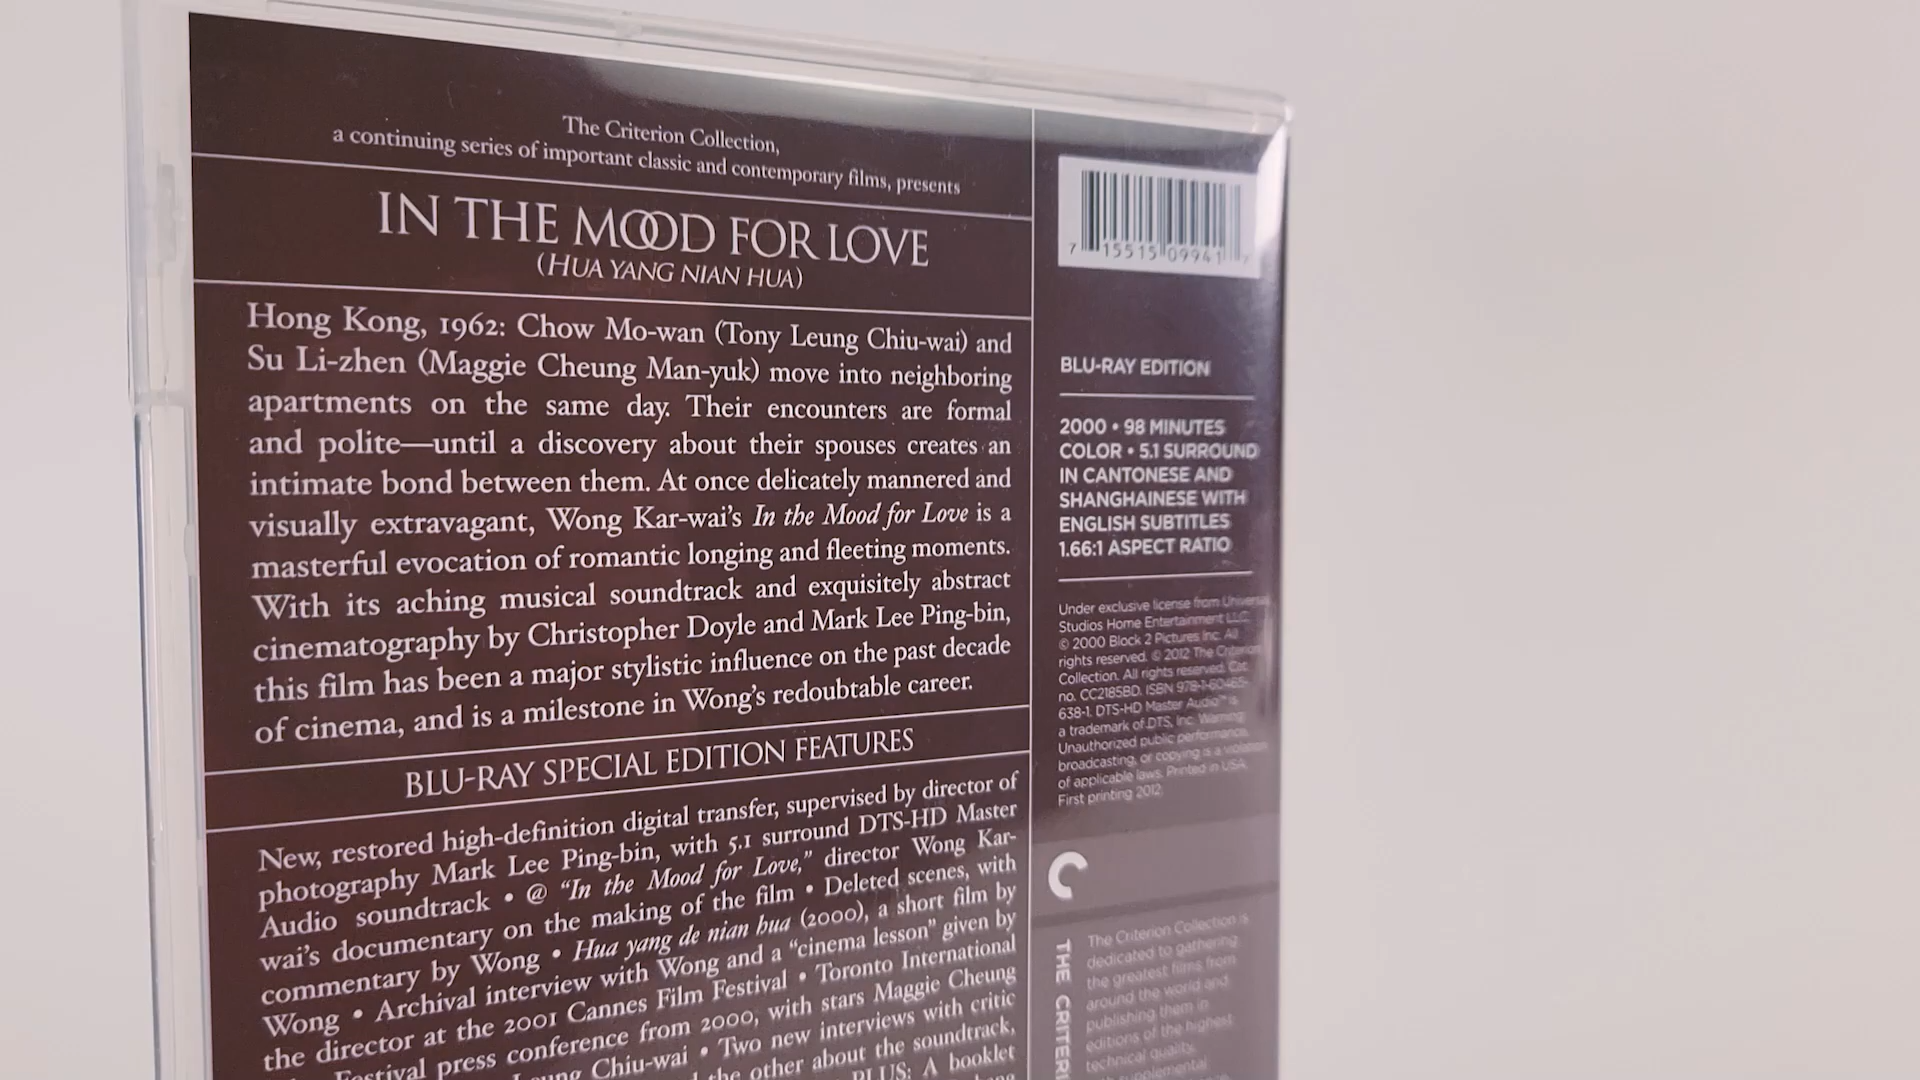 The Criterion Collection,
a continuing series of important classic and contemporary films, presents
IN THE MOOD FOR LOVE
(HUA YANG NIAN HUA)
Hong Kong, 1962: Chow Mo-wan (Tony Leung Chiu-wai) and
Su Li-zhen (Maggie Cheung Man-yuk) move into neighboring
apartments on the same day. Their encounters are formal
and polite—until a discovery about their spouses creates an
intimate bond between them. At once delicately mannered and
visually extravagant, Wong Kar-wai’s In the Mood for Love is a
masterful evocation of romantic longing and fleeting moments.
With its aching musical soundtrack and exquisitely abstract
cinematography by Christopher Doyle and Mark Lee Ping-bin,
this film has been a major stylistic influence on the past decade
of cinema, and is a milestone in Wong’s redoubtable career.
BLU-RAY SPECIAL EDITION FEATURES
New, restored high-definition digital transfer, supervised by director of
photography Mark Lee Ping-bin, with 5.1 surround DTS-HD Master
Audio soundtrack • @ “In the Mood for Love,” director Wong Kar-
wai’s documentary on the making of the film • Deleted scenes, with
commentary by Wong • Hua yang de nian hua (2000), a short film by
Wong • Archival interview with Wong and a “cinema lesson” given by
the director at the 2001 Cannes Film Festival • Toronto International
Festival press conference from 2000, with stars Maggie Cheung
Chiu-wai • Two new interviews with critic
the other about the soundtrack,
PLUS: A booklet
7 15515 09941 7
BLU-RAY EDITION
2000 • 98 MINUTES
COLOR • 5.1 SURROUND
IN CANTONESE AND
SHANGHAINESE WITH
ENGLISH SUBTITLES
1.66:1 ASPECT RATIO
Under exclusive license from Universal
Studios Home Entertainment LLC.
© 2000 Block 2 Pictures Inc. All
rights reserved. © 2012 The Criterion
Collection. All rights reserved. Cat.
no. CC2185BD. ISBN 978-1-60465-
638-1. DTS-HD Master Audio™ is
a trademark of DTS, Inc. Warning:
Unauthorized public performance,
broadcasting, or copying is a violation
of applicable laws. Printed in USA.
First printing 2012.
The Criterion Collection is
dedicated to gathering
the greatest films from
around the world and
publishing them in
editions of the highest
technical quality,
supplemental
THE